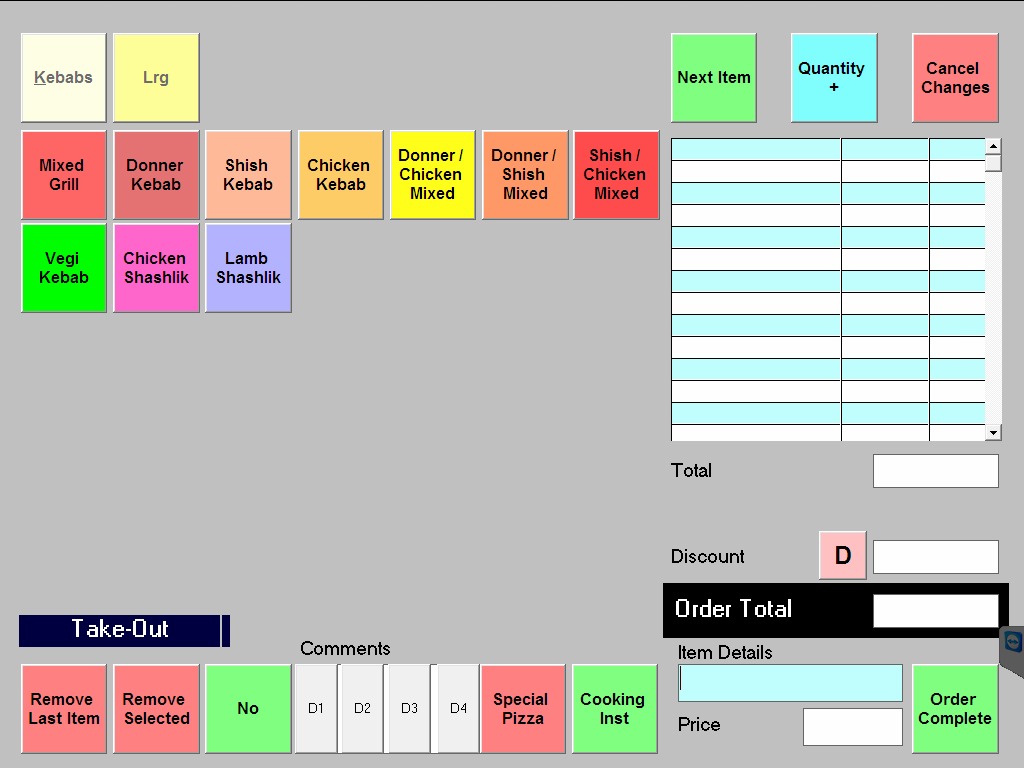 Kebabs
Lrg
Next Item
Quantity
+
Cancel
Changes
Mixed
Grill
Donner
Kebab
Shish
Kebab
Chicken
Kebab
Donner /
Chicken
Mixed
Donner /
Shish
Mixed
Shish /
Chicken
Mixed
Vegi
Kebab
Chicken
Shashlik
Lamb
Shashlik
Total
Discount
D
Order Total
Take-Out
Comments
Item Details
Remove
Last Item
Remove
Selected
No
D1
D2
D3
D4
Special
Pizza
Cooking
Inst
Price
Order
Complete